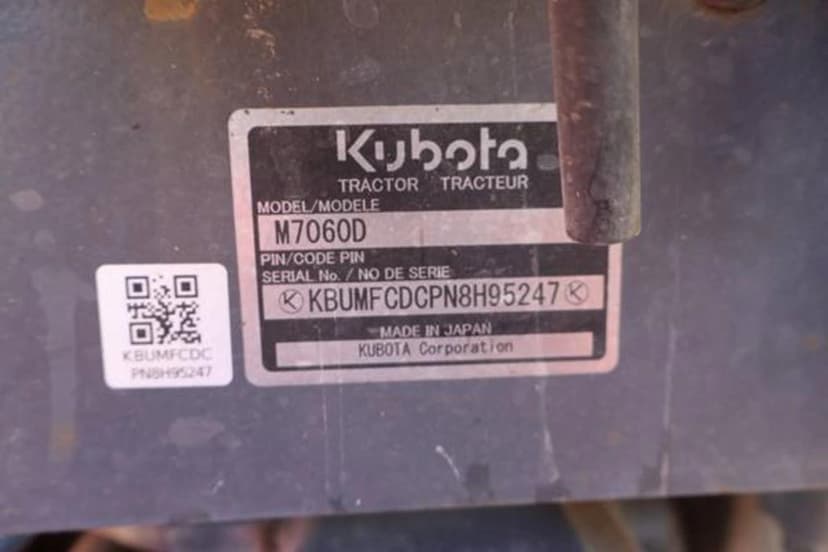 Kubota
TRACTOR TRACTEUR
MODEL/MODELE
M7060D
PIN/CODE PIN
SERIAL No. / NO DE SERIE
KBUMFCDCPN8H95247
MADE IN JAPAN
KUBOTA Corporation
KBUMFCDC
PN8H95247